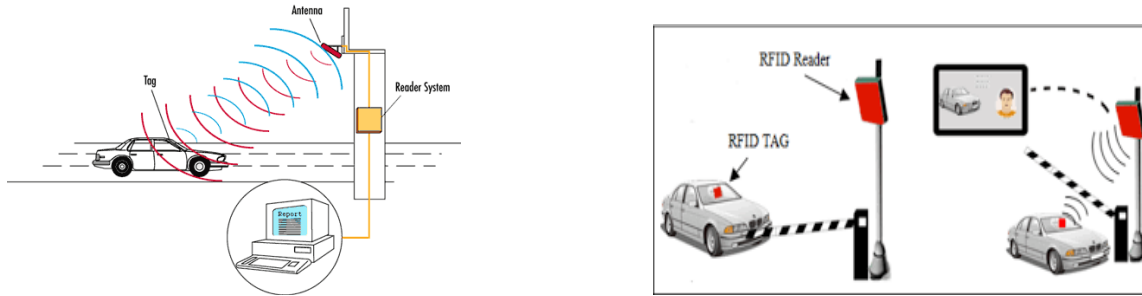 Antenna
Tag
Reader System
Report
RFID Reader
RFID TAG